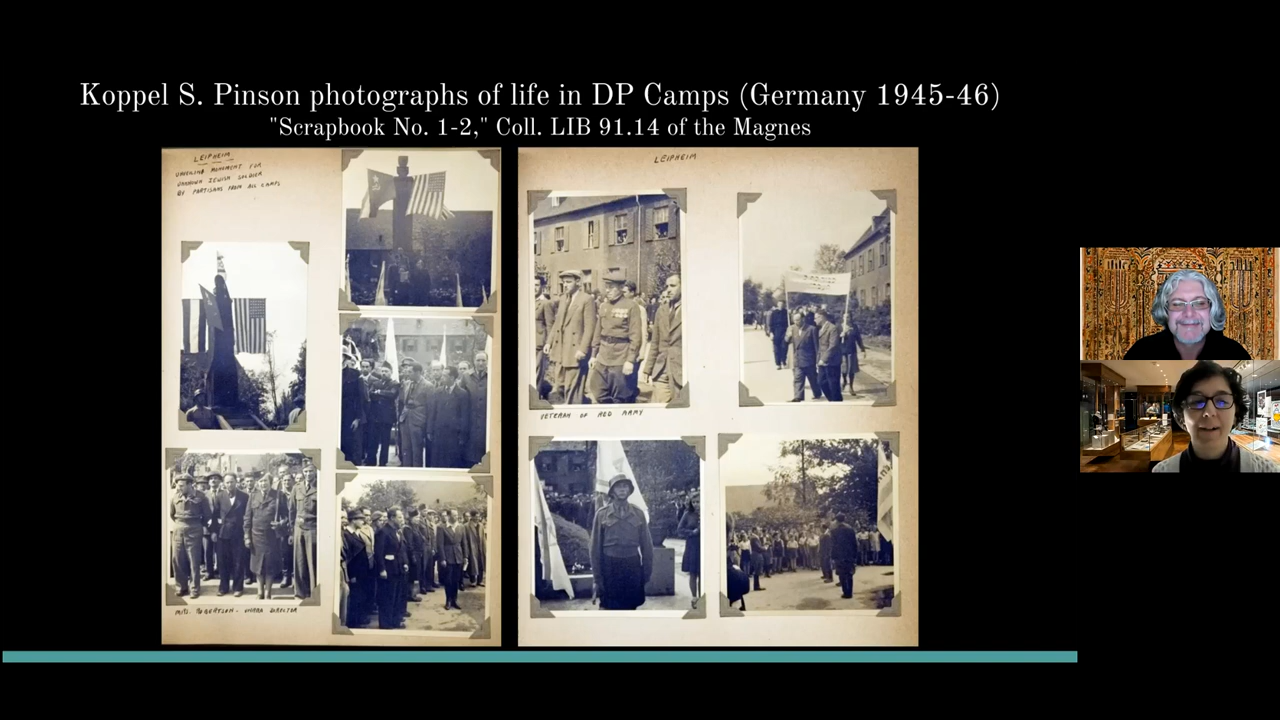 Koppel S. Pinson photographs of life in DP Camps (Germany 1945-46)
"Scrapbook No. 1-2," Coll. LIB 91.14 of the Magnes
LEIPHEIM
UNVEILING MONUMENT FOR
UNKNOWN JEWISH SOLDIER
BY PARTISANS FROM ALL CAMPS
MRS. ROBERTSON - UNRRA DIRECTOR
LEIPHEIM
VETERAN OF RED ARMY